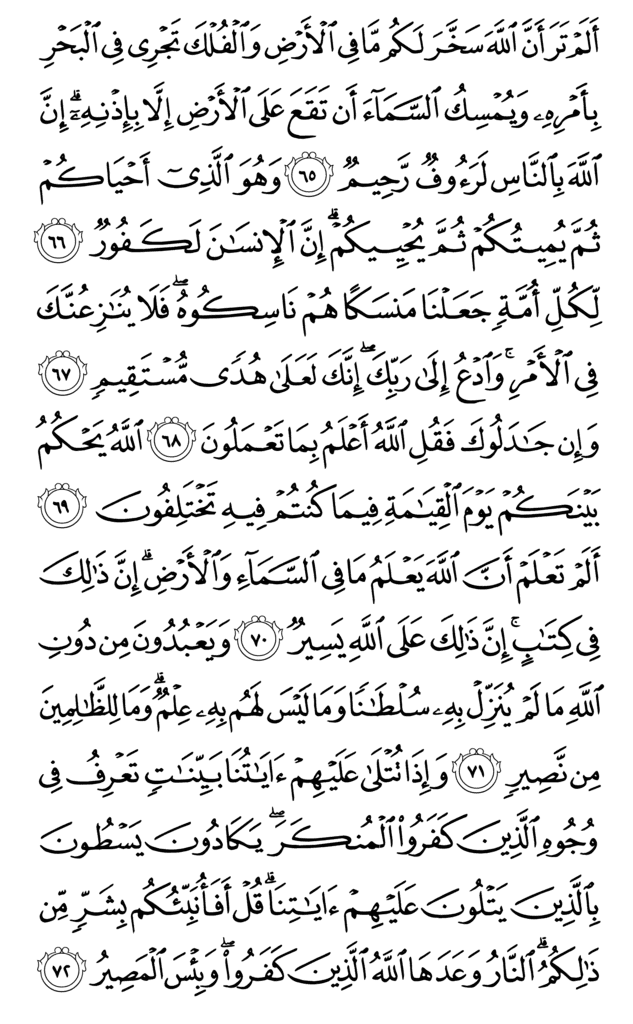 أَلَمْ تَرَ أَنَّ ٱللَّهَ سَخَّرَ لَكُم مَّا فِى ٱلْأَرْضِ وَٱلْفُلْكَ تَجْرِى فِى ٱلْبَحْرِ
بِأَمْرِهِۦ وَيُمْسِكُ ٱلسَّمَآءَ أَن تَقَعَ عَلَى ٱلْأَرْضِ إِلَّا بِإِذْنِهِۦٓ ۗ إِنَّ
ٱللَّهَ بِٱلنَّاسِ لَرَءُوفٌ رَّحِيمٌ ٦٥ وَهُوَ ٱلَّذِىٓ أَحْيَاكُمْ
ثُمَّ يُمِيتُكُمْ ثُمَّ يُحْيِيكُمْ ۗ إِنَّ ٱلْإِنسَـٰنَ لَكَفُورٌ ٦٦
لِّكُلِّ أُمَّةٍ جَعَلْنَا مَنسَكًا هُمْ نَاسِكُوهُ ۖ فَلَا يُنَـٰزِعُنَّكَ
فِى ٱلْأَمْرِ ۚ وَٱدْعُ إِلَىٰ رَبِّكَ ۖ إِنَّكَ لَعَلَىٰ هُدًى مُّسْتَقِيمٍ ٦٧
وَإِن جَـٰدَلُوكَ فَقُلِ ٱللَّهُ أَعْلَمُ بِمَا تَعْمَلُونَ ٦٨ ٱللَّهُ يَحْكُمُ
بَيْنَكُمْ يَوْمَ ٱلْقِيَـٰمَةِ فِيمَا كُنتُمْ فِيهِ تَخْتَلِفُونَ ٦٩
أَلَمْ تَعْلَمْ أَنَّ ٱللَّهَ يَعْلَمُ مَا فِى ٱلسَّمَآءِ وَٱلْأَرْضِ ۗ إِنَّ ذَٰلِكَ
فِى كِتَـٰبٍ ۚ إِنَّ ذَٰلِكَ عَلَى ٱللَّهِ يَسِيرٌ ٧٠ وَيَعْبُدُونَ مِن دُونِ
ٱللَّهِ مَا لَمْ يُنَزِّلْ بِهِۦ سُلْطَـٰنًا وَمَا لَيْسَ لَهُم بِهِۦ عِلْمٌ ۗ وَمَا لِلظَّـٰلِمِينَ
مِن نَّصِيرٍ ٧١ وَإِذَا تُتْلَىٰ عَلَيْهِمْ ءَايَـٰتُنَا بَيِّنَـٰتٍ تَعْرِفُ فِى
وُجُوهِ ٱلَّذِينَ كَفَرُوا۟ ٱلْمُنكَرَ ۖ يَكَادُونَ يَسْطُونَ
بِٱلَّذِينَ يَتْلُونَ عَلَيْهِمْ ءَايَـٰتِنَا ۗ قُلْ أَفَأُنَبِّئُكُم بِشَرٍّ مِّن
ذَٰلِكُمُ ۗ ٱلنَّارُ وَعَدَهَا ٱللَّهُ ٱلَّذِينَ كَفَرُوا۟ ۖ وَبِئْسَ ٱلْمَصِيرُ ٧٢